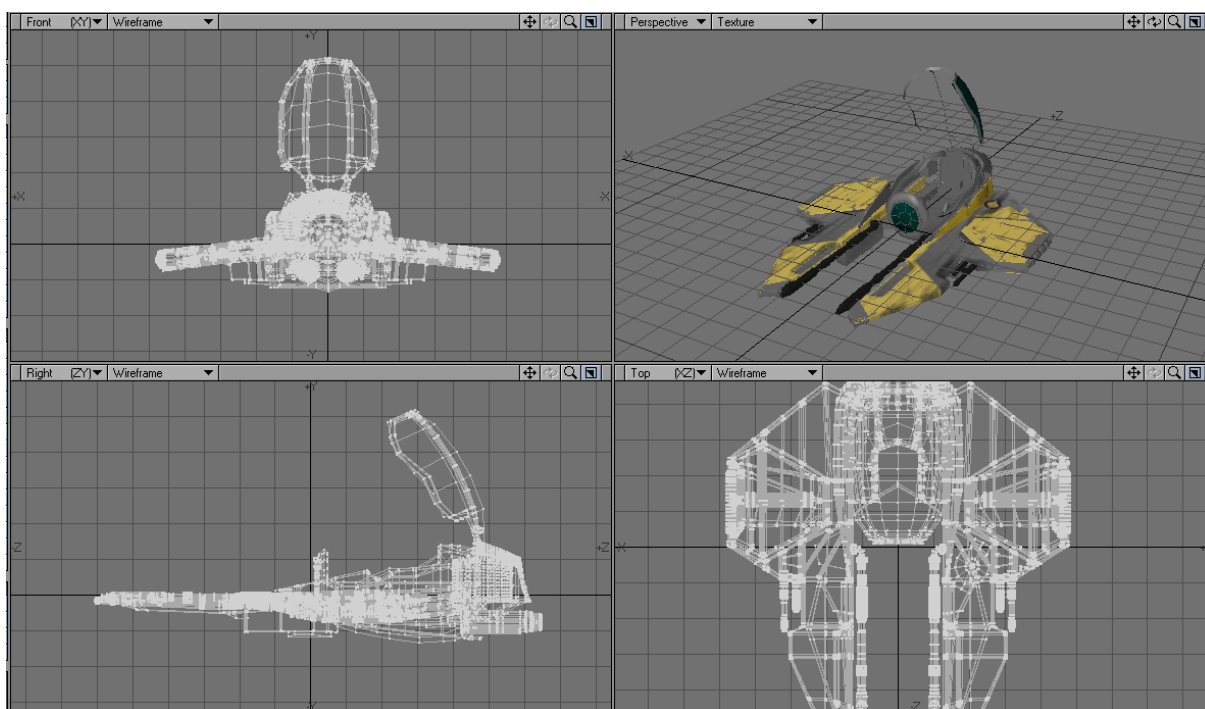 Front (XY) Wireframe
Perspective Texture
+Y
+X
-X
-Y
+Z
-X
Right (ZY) Wireframe
Top (XZ) Wireframe
+Y
-Z
+Z
-Y
-X
-Z